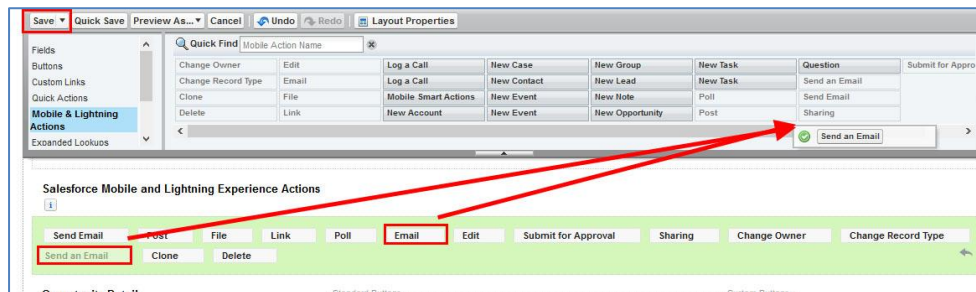 Save Quick Save Preview As... Cancel Undo Redo Layout Properties
Fields
Buttons
Custom Links
Quick Actions
Mobile & Lightning
Actions
Expanded Lookups
Quick Find Mobile Action Name
Change Owner Edit Log a Call New Case New Group New Task Question Submit for Appro
Change Record Type Email Log a Call New Contact New Lead New Task Send an Email
Clone File Mobile Smart Actions New Event New Note Poll Send Email
Delete Link New Account New Event New Opportunity Post Sharing
Send an Email
Salesforce Mobile and Lightning Experience Actions
i
Send Email Post File Link Poll Email Edit Submit for Approval Sharing Change Owner Change Record Type
Send an Email Clone Delete